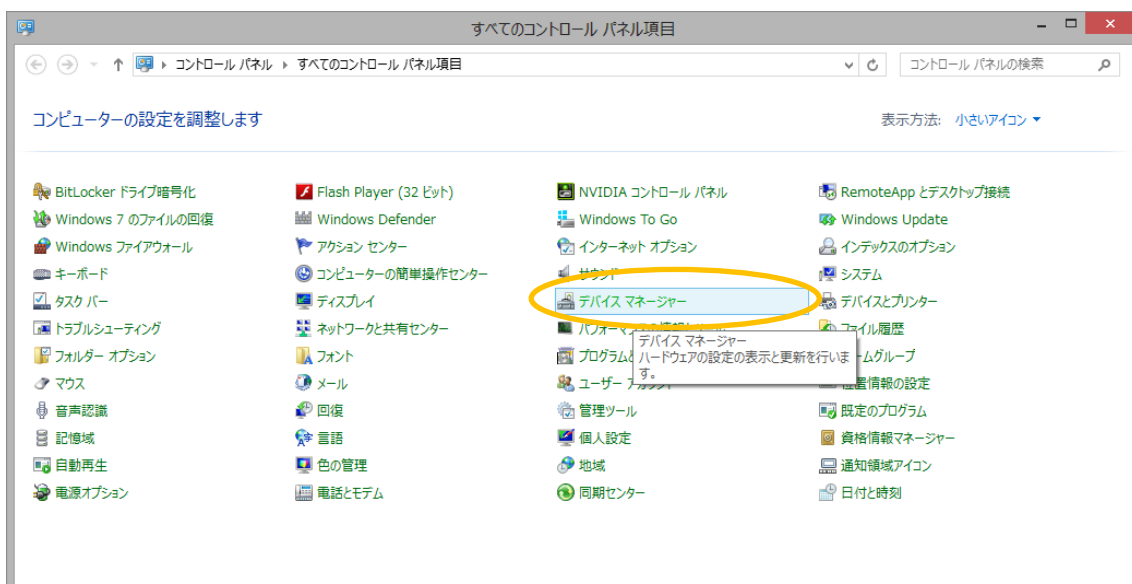 すべてのコントロール パネル項目
コントロール パネル すべてのコントロール パネル項目
コントロール パネルの検索
コンピューターの設定を調整します
表示方法: 小さいアイコン
BitLocker ドライブ暗号化
Flash Player (32 ビット)
NVIDIA コントロール パネル
RemoteApp とデスクトップ接続
Windows 7 のファイルの回復
Windows Defender
Windows To Go
Windows Update
Windows ファイアウォール
アクション センター
インターネット オプション
インデックスのオプション
キーボード
コンピューターの簡単操作センター
サウンド
システム
タスク バー
ディスプレイ
デバイス マネージャー
デバイスとプリンター
トラブルシューティング
ネットワークと共有センター
ファイル履歴
デバイス マネージャー
ハードウェアの設定の表示と更新を行いま
す。
フォルダー オプション
フォント
マウス
メール
ユーザー
位置情報の設定
音声認識
回復
管理ツール
既定のプログラム
記憶域
言語
個人設定
資格情報マネージャー
自動再生
色の管理
地域
通知領域アイコン
電源オプション
電話とモデム
同期センター
日付と時刻